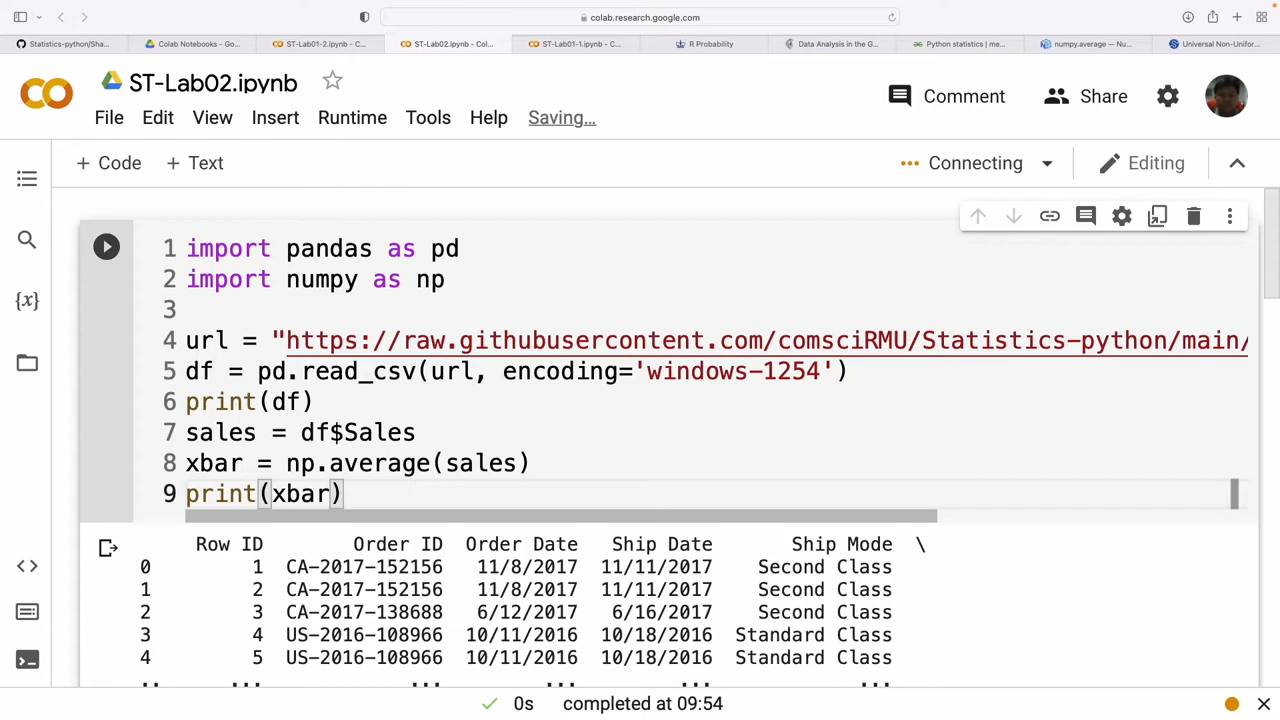 colab.research.google.com
Statistics-python/Sha...
Colab Notebooks - Go...
ST-Lab01-2.ipynb - C...
ST-Lab02.ipynb - Col...
ST-Lab01-1.ipynb - C...
R Probability
Data Analysis in the G...
Python statistics | me...
numpy.average — Nu...
Universal Non-Unifor...
CO ST-Lab02.ipynb
Comment Share
File Edit View Insert Runtime Tools Help Saving...
+ Code + Text Connecting Editing
1 import pandas as pd
2 import numpy as np
3
4 url = "https://raw.githubusercontent.com/comsciRMU/Statistics-python/main/
5 df = pd.read_csv(url, encoding='windows-1254')
6 print(df)
7 sales = df$Sales
8 xbar = np.average(sales)
9 print(xbar)
{x}
Row ID Order ID Order Date Ship Date Ship Mode \
0 1 CA-2017-152156 11/8/2017 11/11/2017 Second Class
1 2 CA-2017-152156 11/8/2017 11/11/2017 Second Class
2 3 CA-2017-138688 6/12/2017 6/16/2017 Second Class
3 4 US-2016-108966 10/11/2016 10/18/2016 Standard Class
4 5 US-2016-108966 10/11/2016 10/18/2016 Standard Class
.. ... ... ... ... ...
0s completed at 09:54